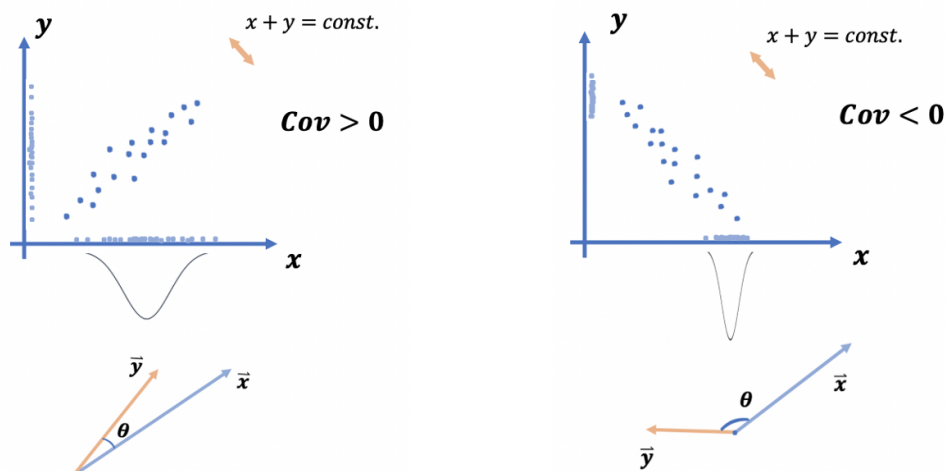 y
x + y = const.
Cov > 0
x
y⃗
x⃗
θ
y
x + y = const.
Cov < 0
x
θ
x⃗
y⃗